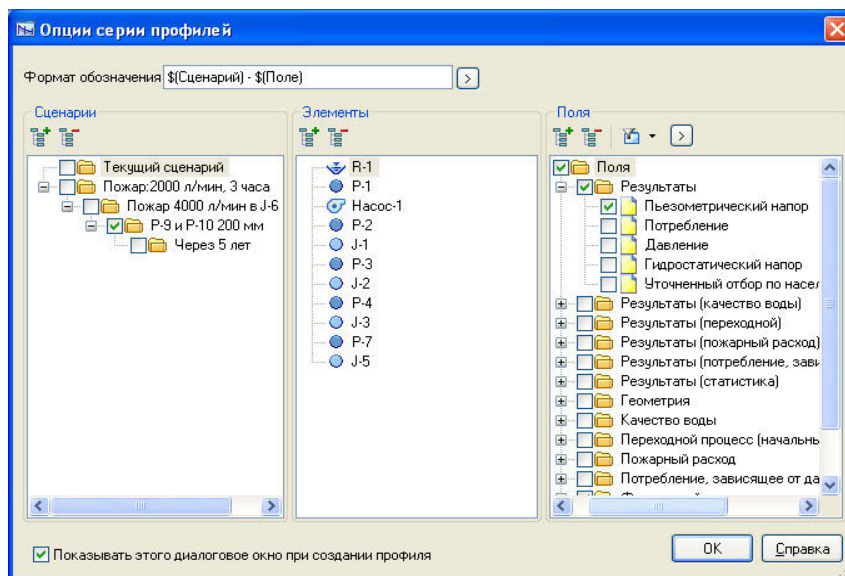 Опции серии профилей
Формат обозначения $(Сценарий) - $(Поле)
Сценарии
Текущий сценарий
Пожар:2000 л/мин, 3 часа
Пожар 4000 л/мин в J-6
P-9 и P-10 200 мм
Через 5 лет
Элементы
R-1
P-1
Насос-1
P-2
J-1
P-3
J-2
P-4
J-3
P-7
J-5
Поля
Поля
Результаты
Пьезометрический напор
Потребление
Давление
Гидростатический напор
Уточненный отбор по насел
Результаты (качество воды)
Результаты (переходной)
Результаты (пожарный расход)
Результаты (потребление, зави
Результаты (статистика)
Геометрия
Качество воды
Переходной процесс (начальнь
Пожарный расход
Потребление, зависящее от да
Показывать этого диалоговое окно при создании профиля
OK
Справка